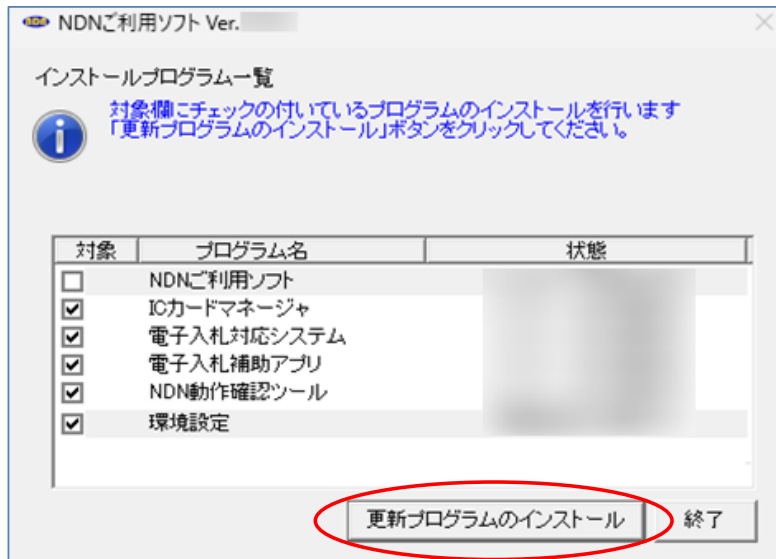 NDNご利用ソフト Ver.
インストールプログラム一覧
対象欄にチェックの付いているプログラムのインストールを行います
「更新プログラムのインストール」ボタンをクリックしてください。
対象 プログラム名 状態
NDNご利用ソフト
ICカードマネージャ
電子入札対応システム
電子入札補助アプリ
NDN動作確認ツール
環境設定
更新プログラムのインストール 終了